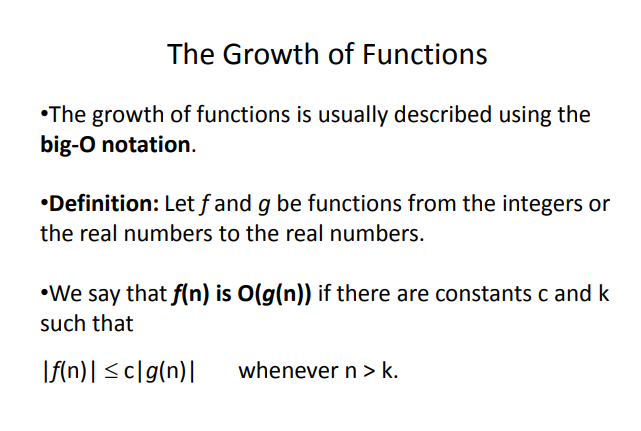 The Growth of Functions
•The growth of functions is usually described using the
big-O notation.
•Definition: Let f and g be functions from the integers or
the real numbers to the real numbers.
•We say that f(n) is O(g(n)) if there are constants c and k
such that
|f(n)| ≤ c|g(n)| whenever n > k.